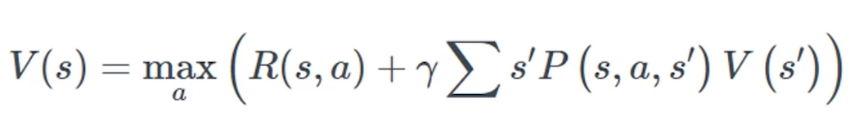 V(s) = max_a (R(s, a) + γ ∑ s′P (s, a, s′) V (s′))